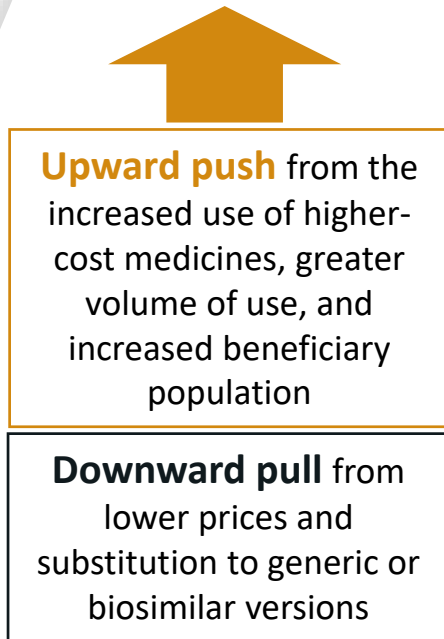 Upward push from the
increased use of higher-
cost medicines, greater
volume of use, and
increased beneficiary
population
Downward pull from
lower prices and
substitution to generic or
biosimilar versions